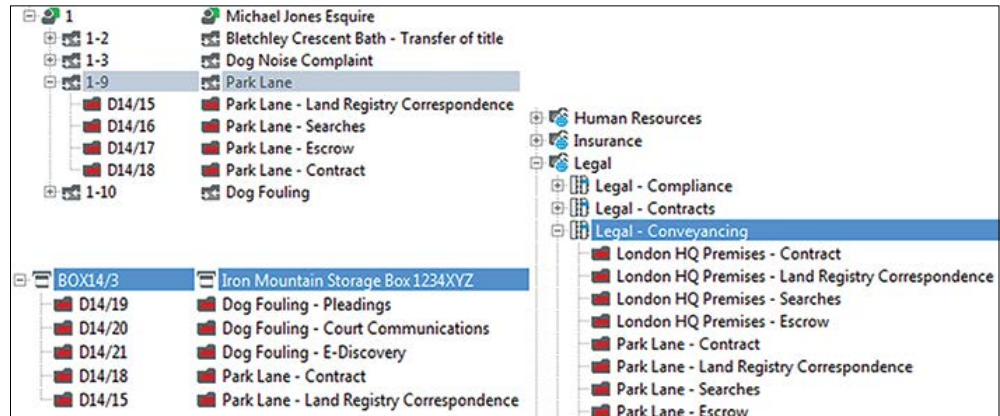 1 Michael Jones Esquire
1-2 Bletchley Crescent Bath - Transfer of title
1-3 Dog Noise Complaint
1-9 Park Lane
D14/15 Park Lane - Land Registry Correspondence
D14/16 Park Lane - Searches
D14/17 Park Lane - Escrow
D14/18 Park Lane - Contract
1-10 Dog Fouling
BOX14/3 Iron Mountain Storage Box 1234XYZ
D14/19 Dog Fouling - Pleadings
D14/20 Dog Fouling - Court Communications
D14/21 Dog Fouling - E-Discovery
D14/18 Park Lane - Contract
D14/15 Park Lane - Land Registry Correspondence
Human Resources
Insurance
Legal
Legal - Compliance
Legal - Contracts
Legal - Conveyancing
London HQ Premises - Contract
London HQ Premises - Land Registry Correspondence
London HQ Premises - Searches
London HQ Premises - Escrow
Park Lane - Contract
Park Lane - Land Registry Correspondence
Park Lane - Searches
Park Lane - Escrow